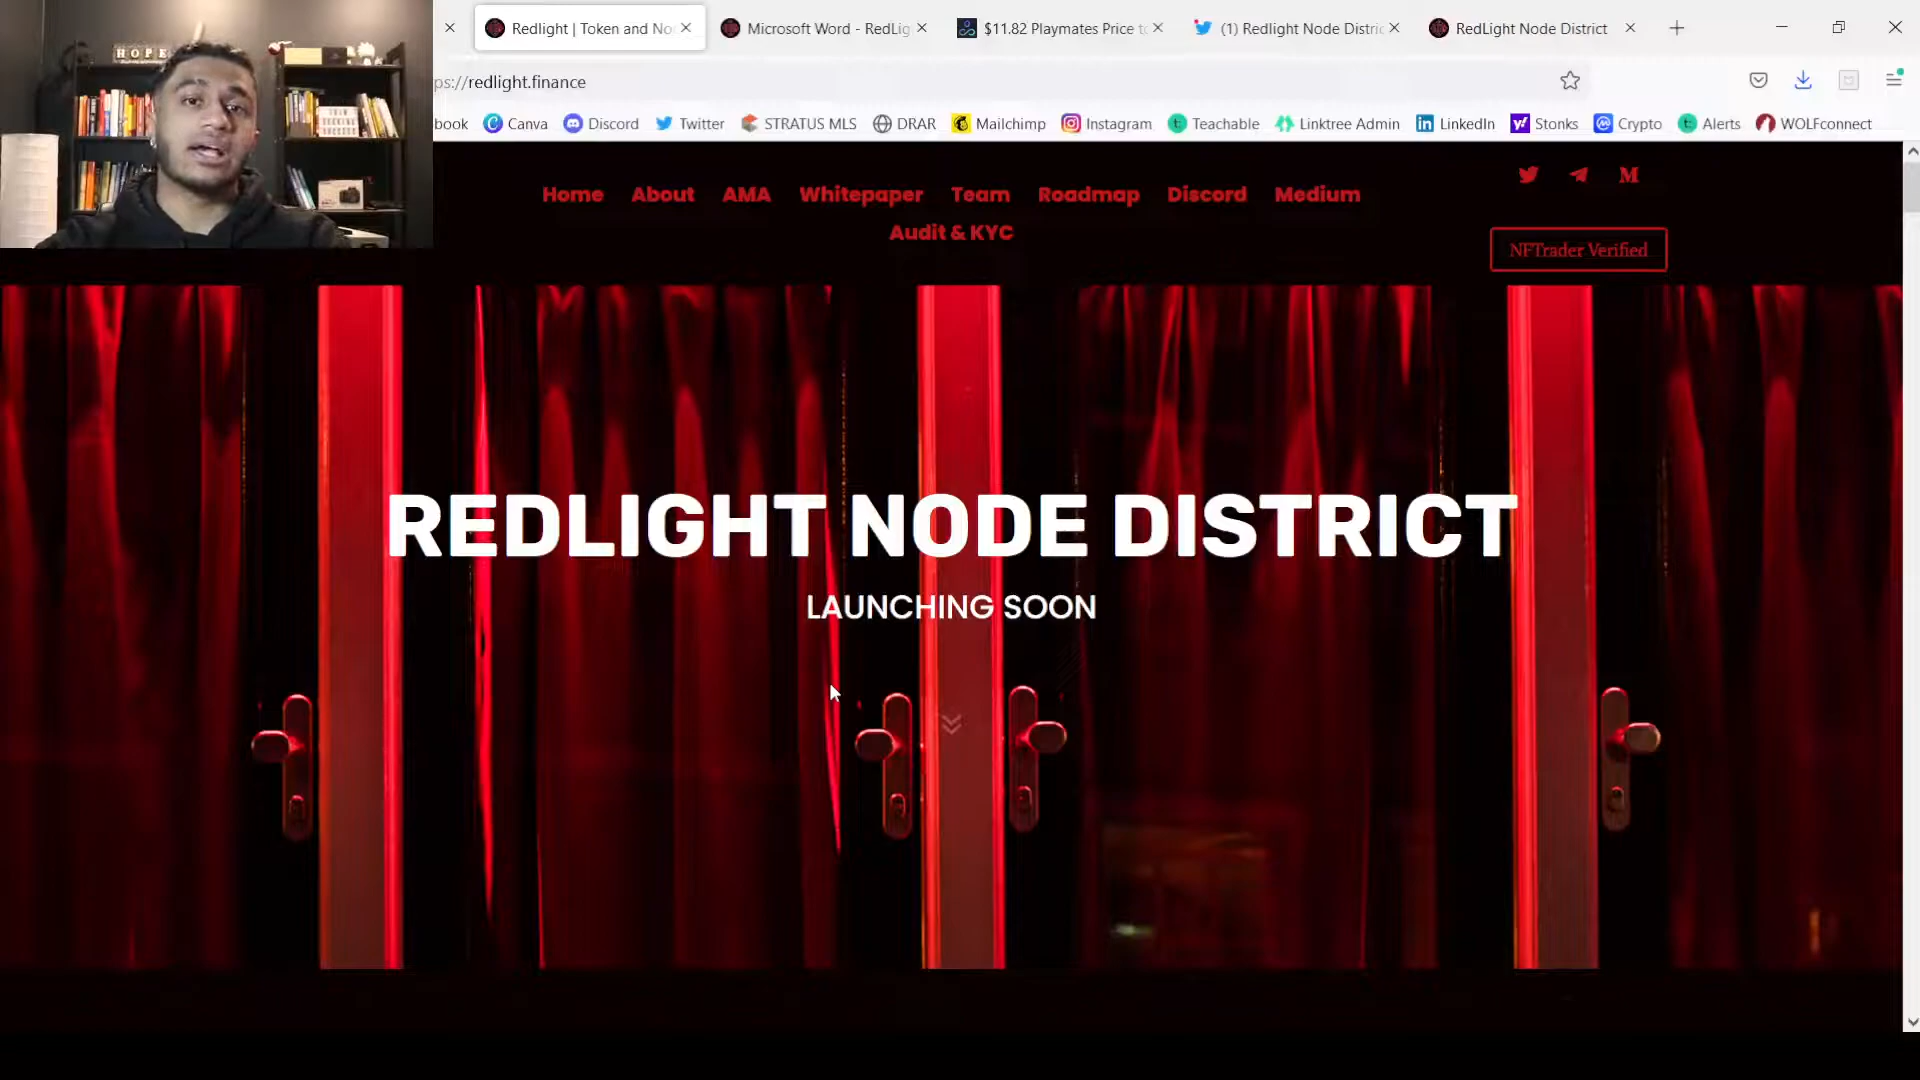 Redlight | Token and No
Microsoft Word - RedLig
$11.82 Playmates Price to
(1) Redlight Node Distric
RedLight Node District
ps://redlight.finance
book
Canva
Discord
Twitter
STRATUS MLS
DRAR
Mailchimp
Instagram
Teachable
Linktree Admin
LinkedIn
Stonks
Crypto
Alerts
WOLFconnect
HOPE
Home
About
AMA
Whitepaper
Team
Roadmap
Discord
Medium
Audit & KYC
NFTrader Verified
REDLIGHT NODE DISTRICT
LAUNCHING SOON